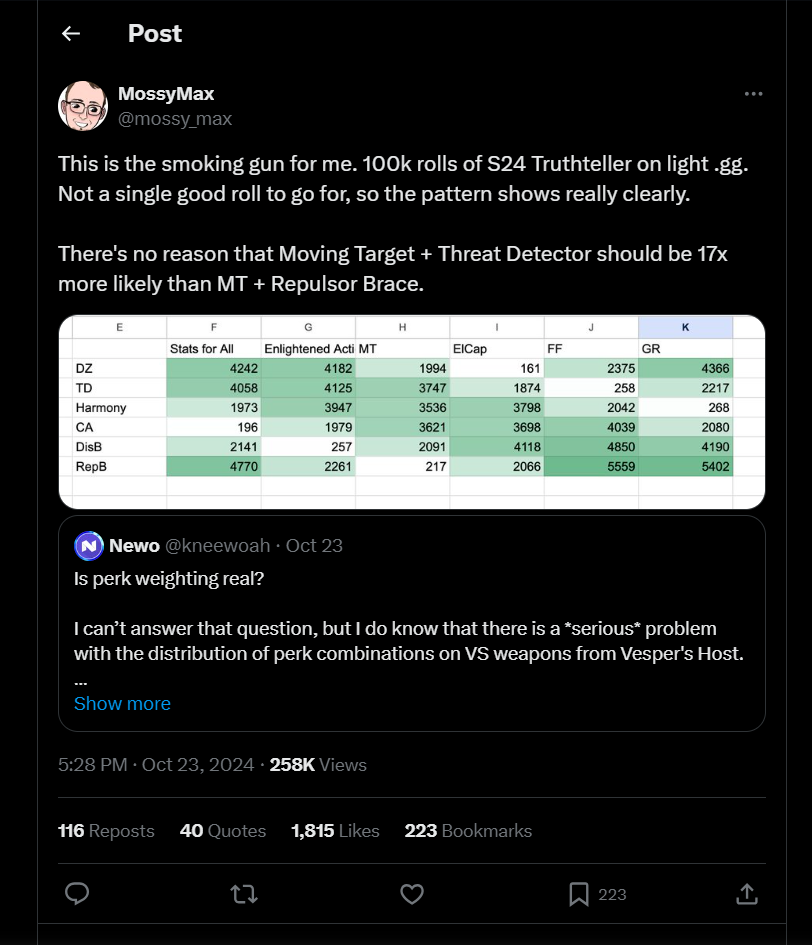 Post
MossyMax
@mossy_max
This is the smoking gun for me. 100k rolls of S24 Truthteller on light .gg.
Not a single good roll to go for, so the pattern shows really clearly.
There's no reason that Moving Target + Threat Detector should be 17x
more likely than MT + Repulsor Brace.
E F G H I J K
Stats for All Enlightened Acti MT ElCap FF GR
DZ 4242 4182 1994 161 2375 4366
TD 4058 4125 3747 1874 258 2217
Harmony 1973 3947 3536 3798 2042 268
CA 196 1979 3621 3698 4039 2080
DisB 2141 257 2091 4118 4850 4190
RepB 4770 2261 217 2066 5559 5402
N Newo @kneewoah · Oct 23
Is perk weighting real?
I can’t answer that question, but I do know that there is a *serious* problem
with the distribution of perk combinations on VS weapons from Vesper's Host.
...
Show more
5:28 PM · Oct 23, 2024 · 258K Views
116 Reposts 40 Quotes 1,815 Likes 223 Bookmarks
223